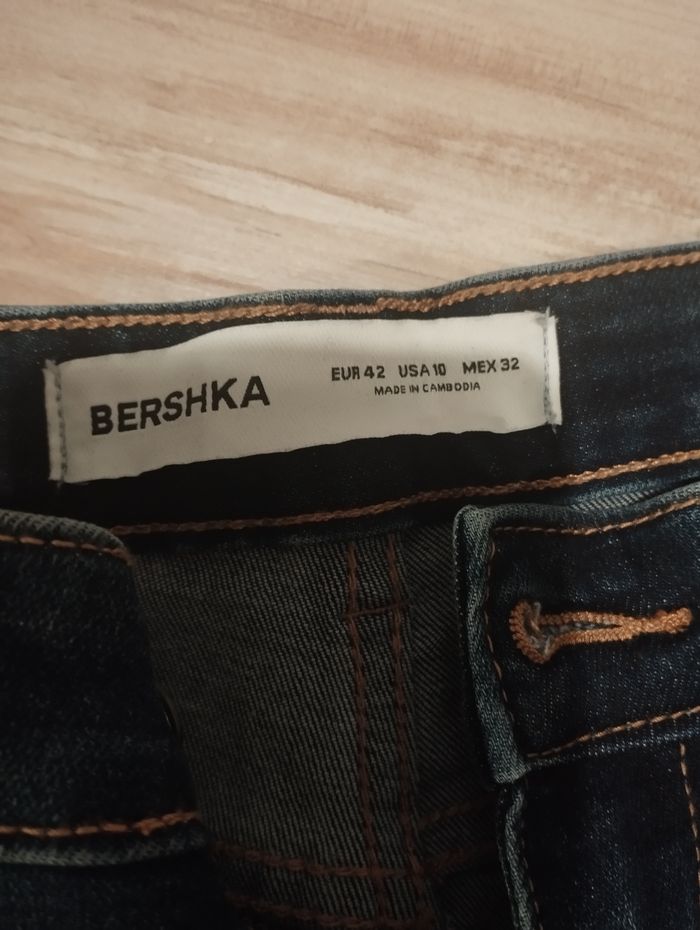 BERSHKA
EUR 42 USA 10 MEX 32
MADE IN CAMBODIA